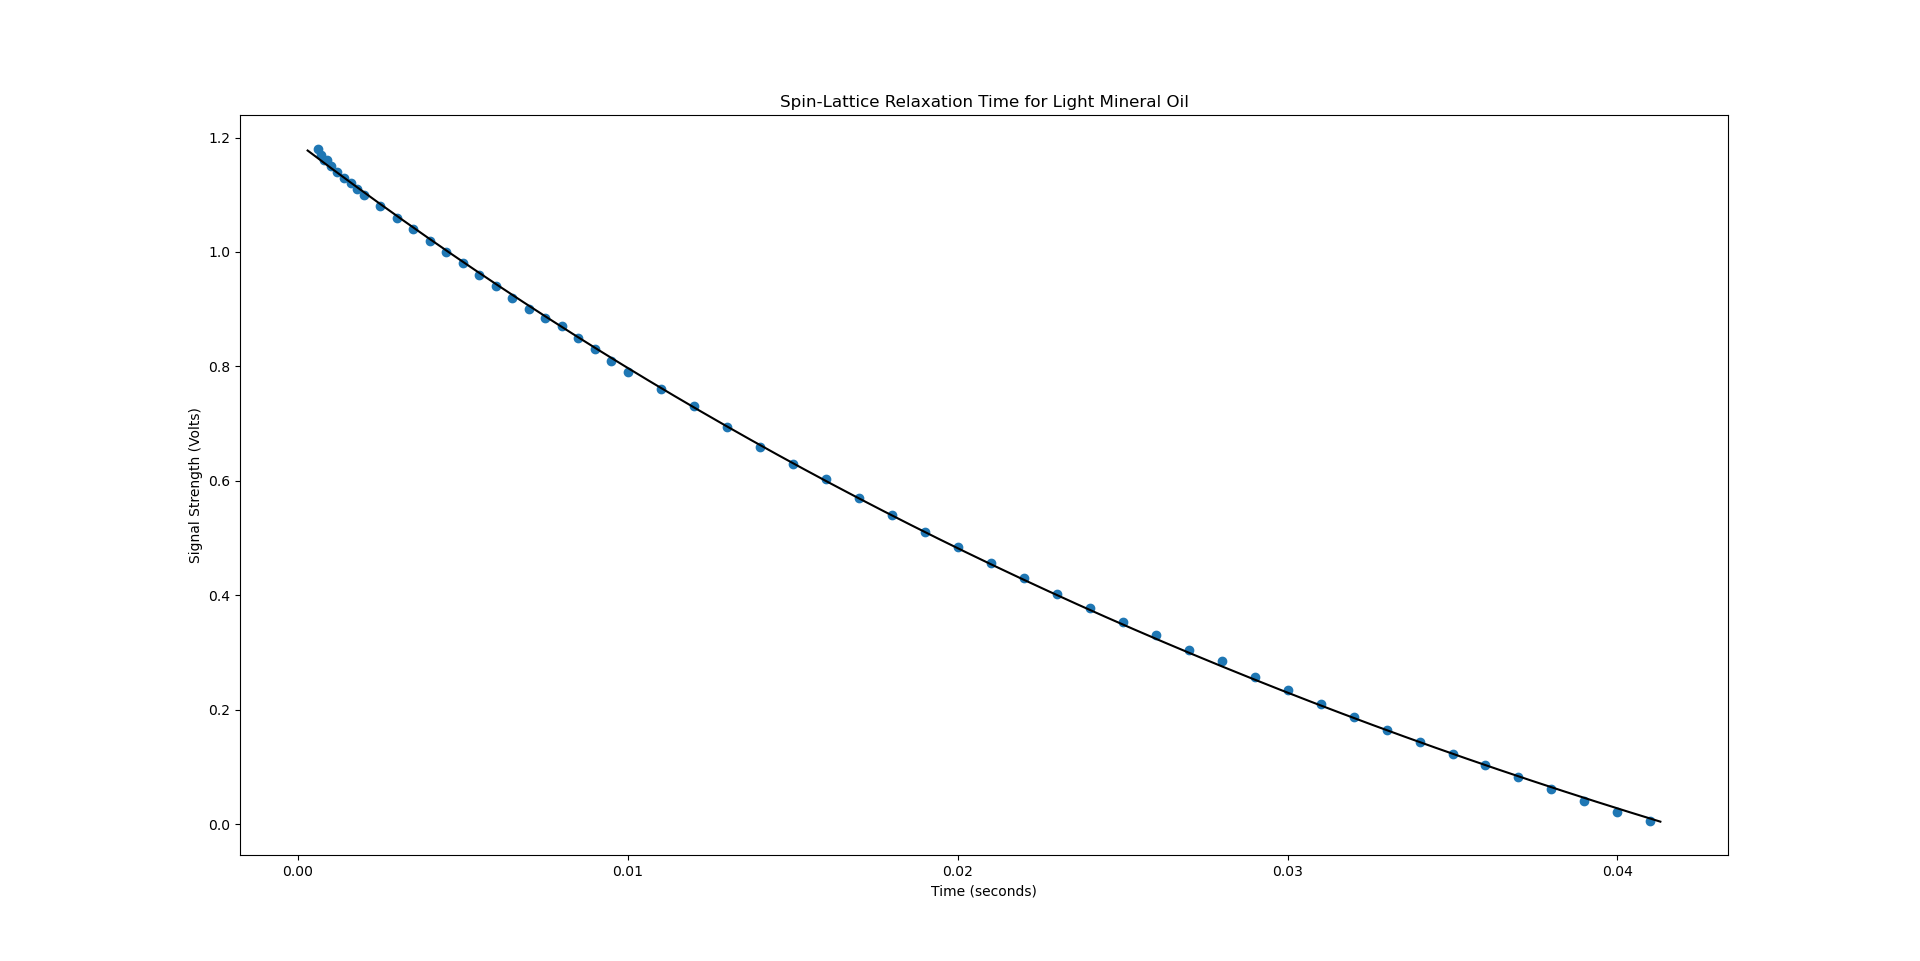 Spin-Lattice Relaxation Time for Light Mineral Oil
1.2
1.0
0.8
0.6
0.4
0.2
0.0
Signal Strength (Volts)
0.00 0.01 0.02 0.03 0.04
Time (seconds)